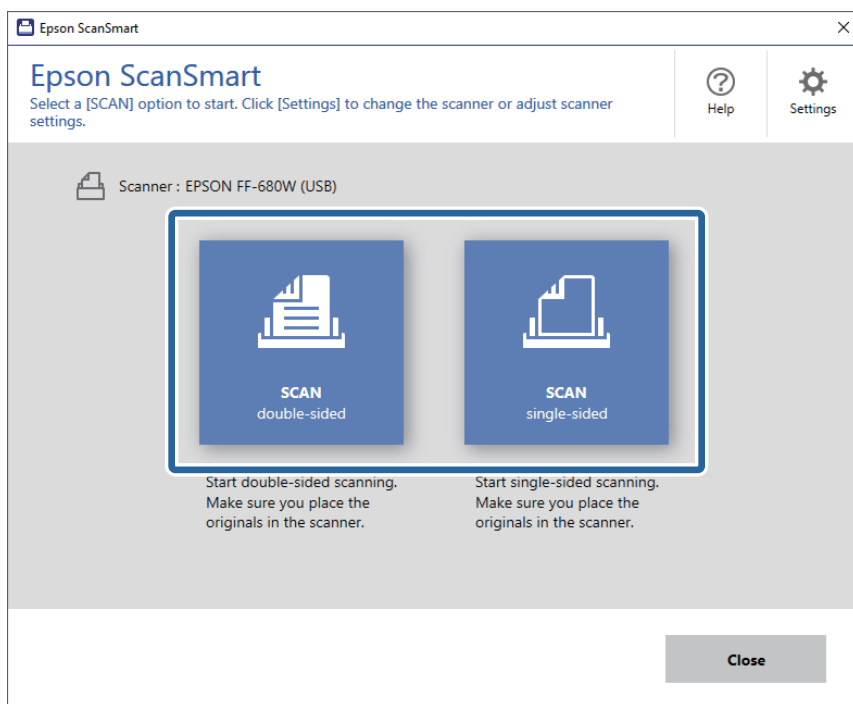 Epson ScanSmart
Epson ScanSmart
Select a [SCAN] option to start. Click [Settings] to change the scanner or adjust scanner
settings.
Help
Settings
Scanner : EPSON FF-680W (USB)
SCAN
double-sided
SCAN
single-sided
Start double-sided scanning.
Make sure you place the
originals in the scanner.
Start single-sided scanning.
Make sure you place the
originals in the scanner.
Close